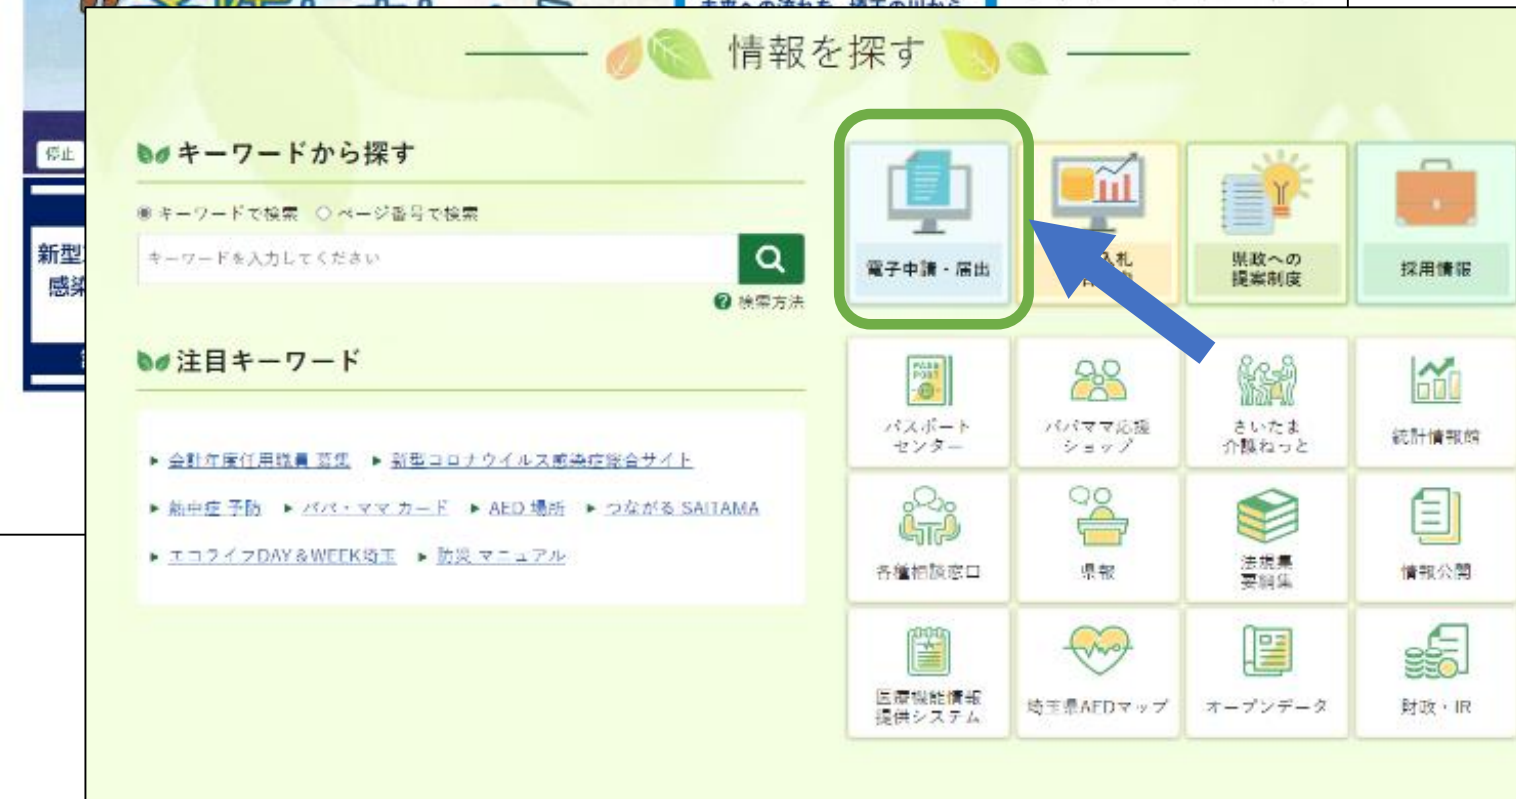 情報を探す
停止
新型
感染
キーワードから探す
キーワードで検索 ページ番号で検索
キーワードを入力してください
検索方法
注目キーワード
会計年度任用職員 募集 新型コロナウイルス感染症総合サイト
熱中症 予防 パパ・ママ カード AED 場所 つながる SAITAMA
エコライフDAY&WEEK埼玉 防災 マニュアル
電子申請・届出
入札
県政への
提案制度
採用情報
PASS
PORT
パスポート
センター
パパママ応援
ショップ
さいたま
介護ねっと
統計情報館
各種相談窓口
県報
法規集
要綱集
情報公開
医療機能情報
提供システム
埼玉県AEDマップ
オープンデータ
財政・IR